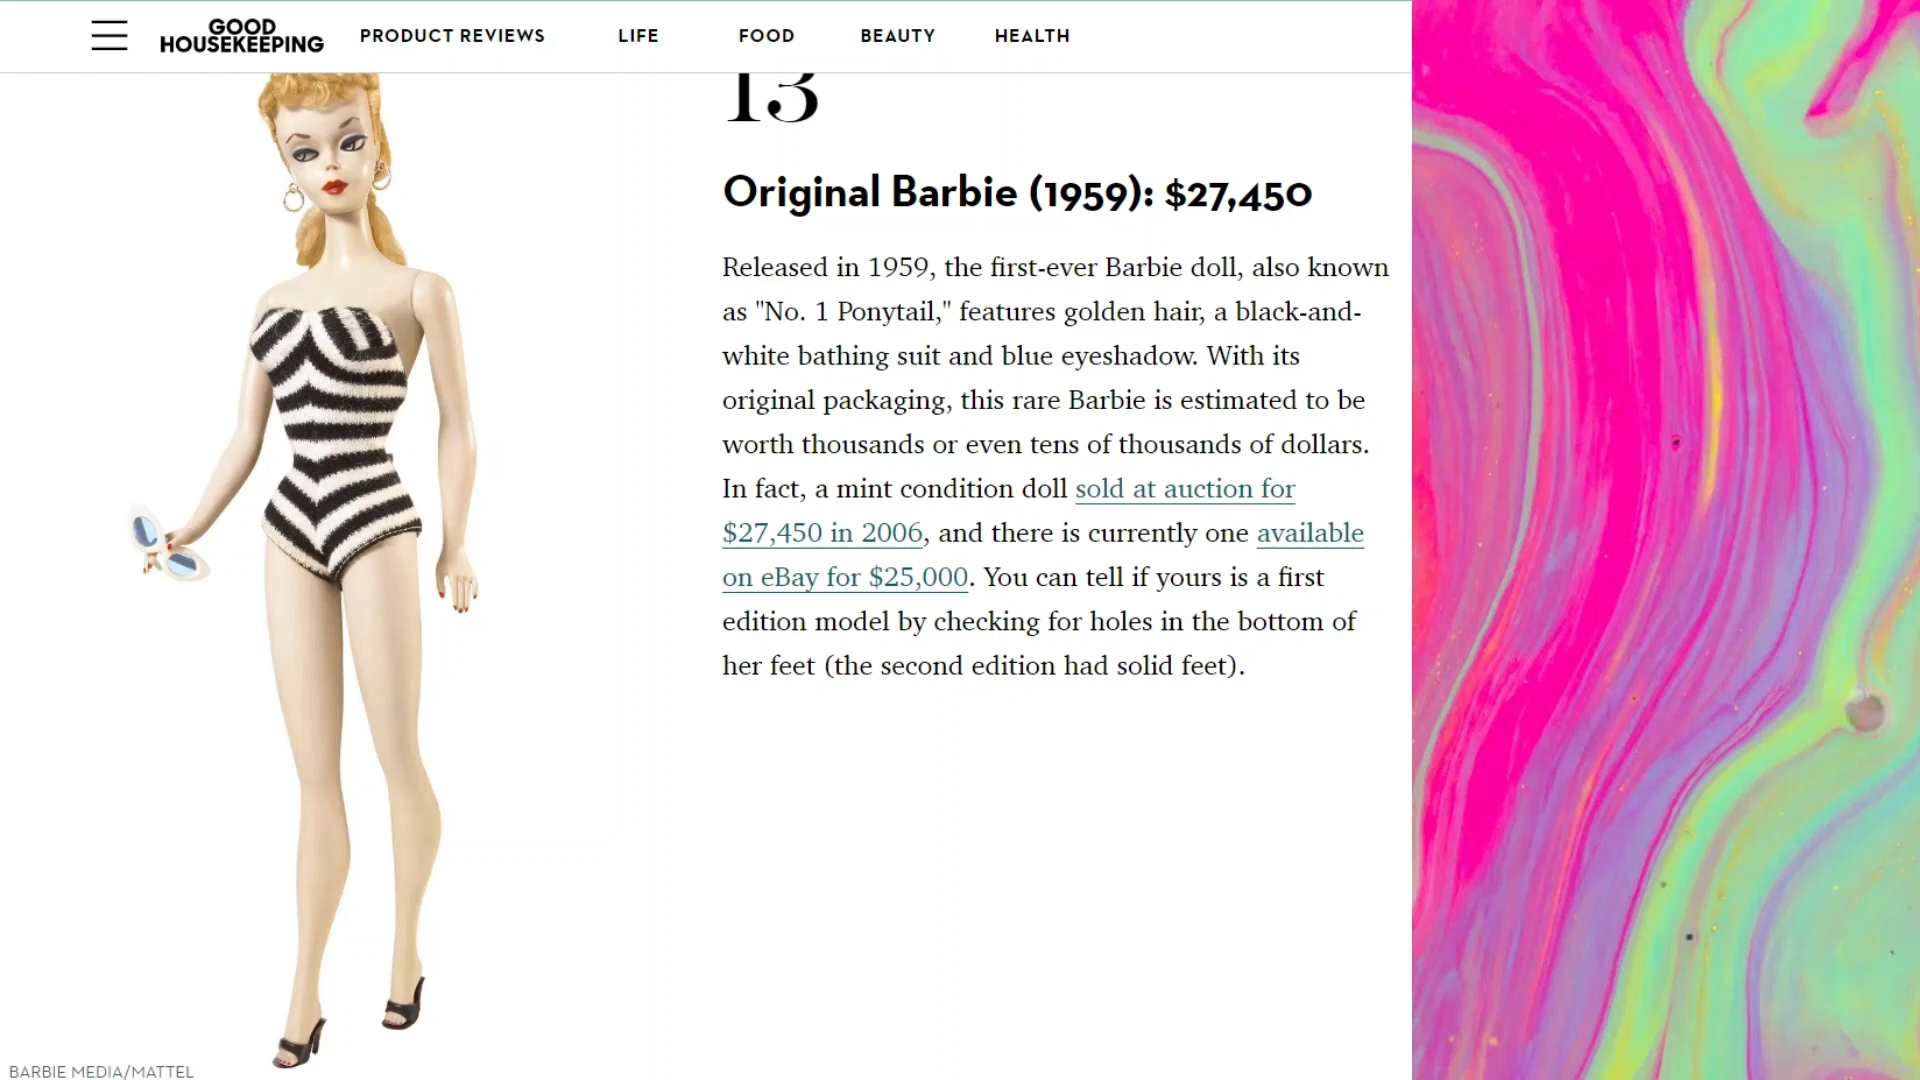 GOOD
HOUSEKEEPING
PRODUCT REVIEWS LIFE FOOD BEAUTY HEALTH
13
Original Barbie (1959): $27,450
Released in 1959, the first-ever Barbie doll, also known
as "No. 1 Ponytail," features golden hair, a black-and-
white bathing suit and blue eyeshadow. With its
original packaging, this rare Barbie is estimated to be
worth thousands or even tens of thousands of dollars.
In fact, a mint condition doll sold at auction for
$27,450 in 2006, and there is currently one available
on eBay for $25,000. You can tell if yours is a first
edition model by checking for holes in the bottom of
her feet (the second edition had solid feet).
BARBIE MEDIA/MATTEL